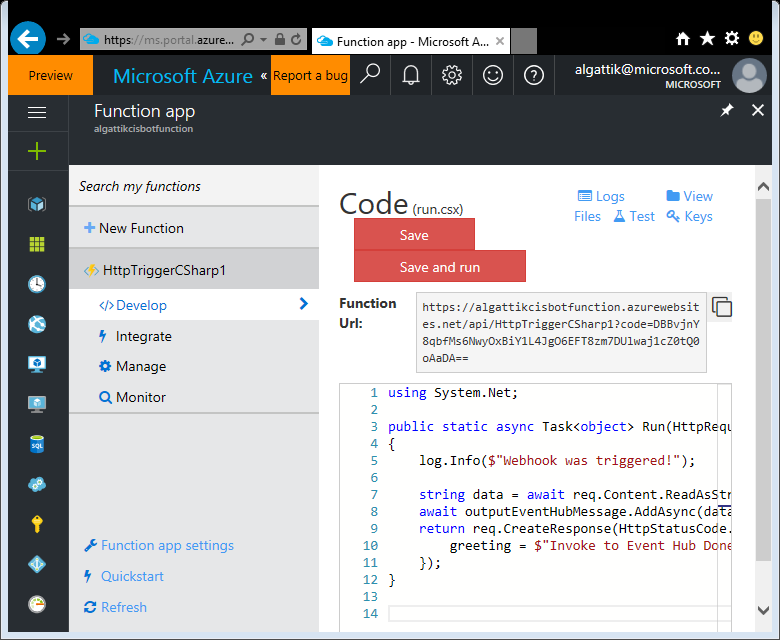 https://ms.portal.azure...
Function app - Microsoft A...
Preview
Microsoft Azure «
Report a bug
algattik@microsoft.co...
MICROSOFT
Function app
algattikcisbotfunction
Search my functions
New Function
HttpTriggerCSharp1
</> Develop
Integrate
Manage
Monitor
Function app settings
Quickstart
Refresh
Code (run.csx)
Logs
View
Files
Test
Keys
Save
Save and run
Function
Url:
https://algattikcisbotfunction.azurewebsit
es.net/api/HttpTriggerCSharp1?code=DBBvjnY
8qbfMs6NwyOxBiY1L4JgO6EFT8zm7DUlwaj1cZ0tQ0
oAaDA==
1 using System.Net;
2
3 public static async Task<object> Run(HttpRequ
4 {
5 log.Info($"Webhook was triggered!");
6
7 string data = await req.Content.ReadAsStr
8 await outputEventHubMessage.AddAsync(data
9 return req.CreateResponse(HttpStatusCode.
10 greeting = $"Invoke to Event Hub Done
11 });
12 }
13
14
SQL